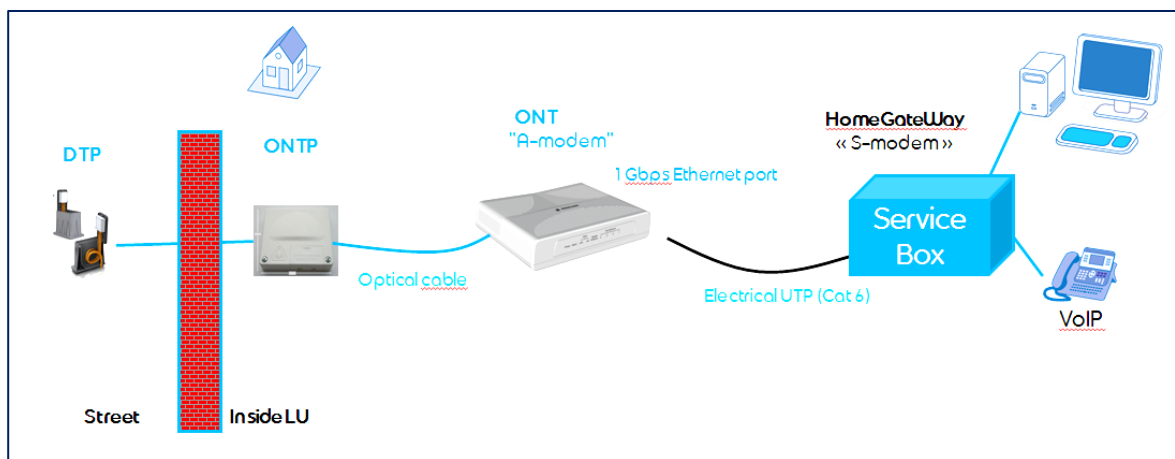 DTP
ONTP
ONT
"A-modem"
1 Gbps Ethernet port
HomeGateWay
« S-modem »
Service
Box
Optical cable
Electrical UTP (Cat 6)
VoIP
Street
Inside LU